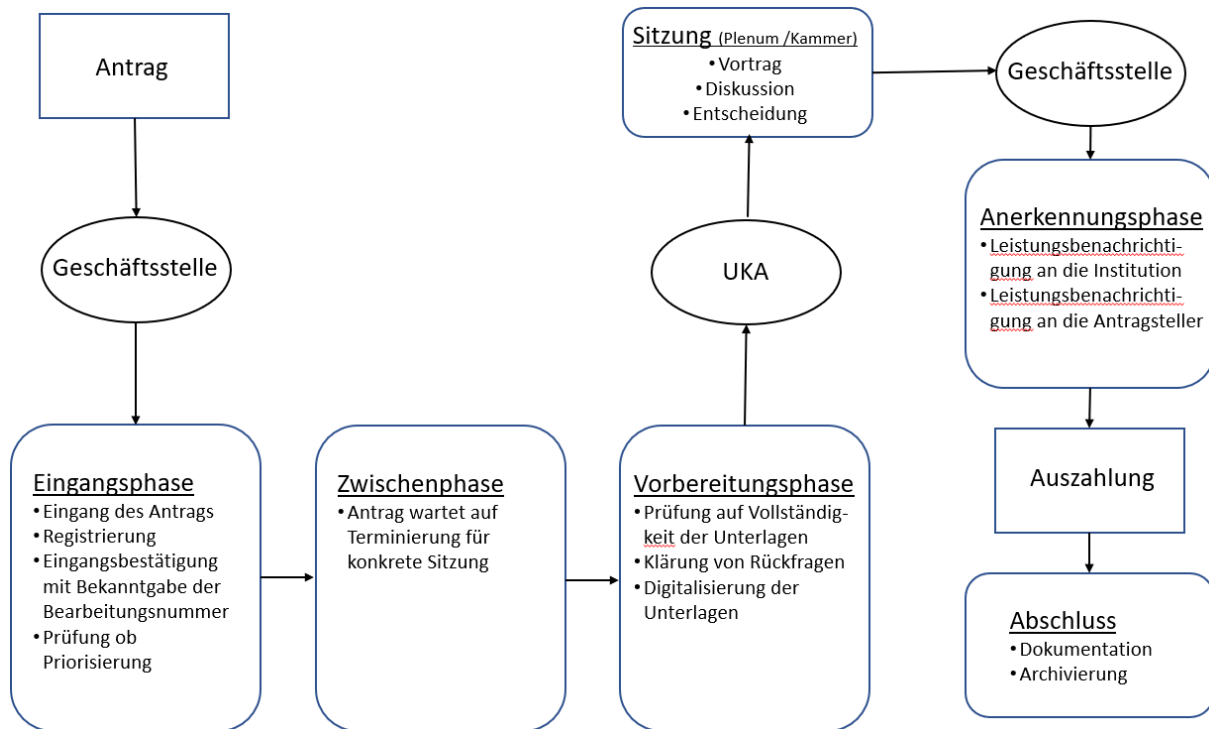 Antrag
Geschäftsstelle
Eingangsphase
• Eingang des Antrags
• Registrierung
• Eingangsbestätigung
mit Bekanntgabe der
Bearbeitungsnummer
• Prüfung ob
Priorisierung
Zwischenphase
• Antrag wartet auf
Terminierung für
konkrete Sitzung
Vorbereitungsphase
• Prüfung auf Vollständig-
keit der Unterlagen
• Klärung von Rückfragen
• Digitalisierung der
Unterlagen
UKA
Sitzung (Plenum /Kammer)
• Vortrag
• Diskussion
• Entscheidung
Geschäftsstelle
Anerkennungsphase
• Leistungsbenachrichti-
gung an die Institution
• Leistungsbenachrichti-
gung an die Antragsteller
Auszahlung
Abschluss
• Dokumentation
• Archivierung